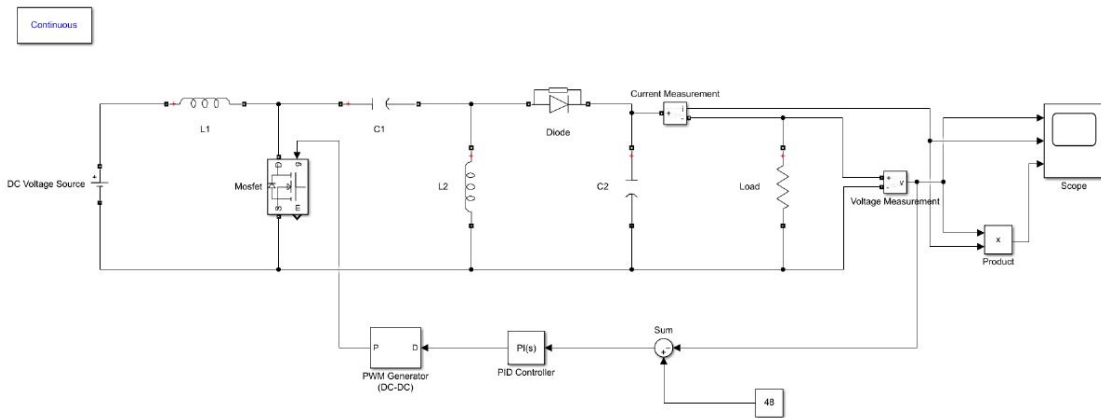 Continuous
L1
C1
Diode
Current Measurement
+
i
-
DC Voltage Source
+
Mosfet
g
D
S
m
L2
C2
Load
+
-
v
Voltage Measurement
Scope
x
Product
Sum
+
-
P
D
PWM Generator
(DC-DC)
PI(s)
PID Controller
48